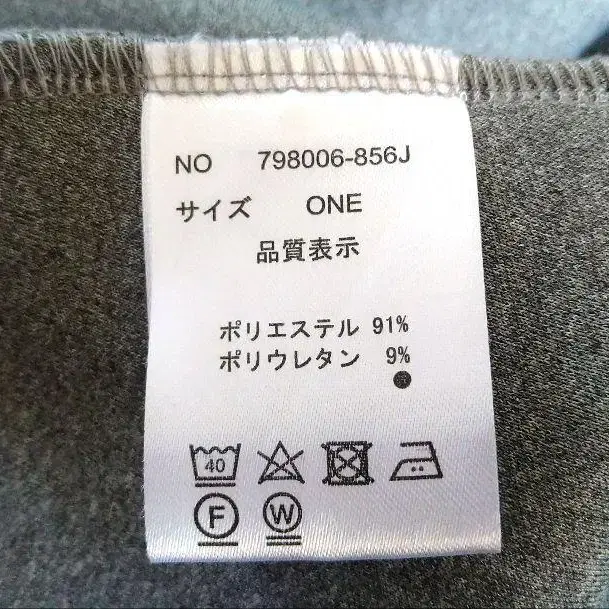 NO 798006-856J
サイズ ONE
品質表示
ポリエステル 91%
ポリウレタン 9%
40
F W